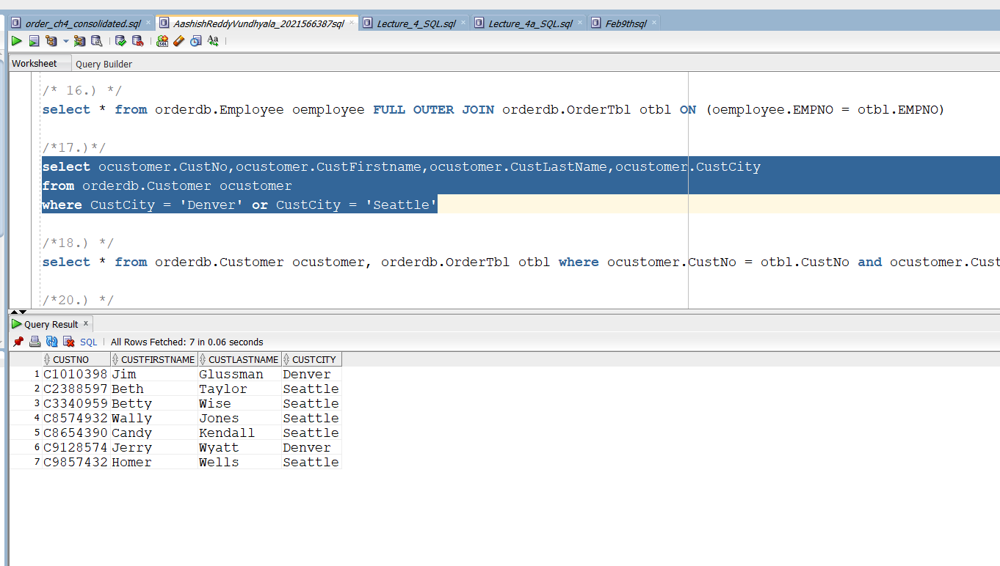 order_ch4_consolidated.sql AashishReddyVundhyala_2021566387sql Lecture_4_SQL.sql Lecture_4a_SQL.sql Feb9thsql
Worksheet Query Builder
/* 16.) */
select * from orderdb.Employee oemployee FULL OUTER JOIN orderdb.OrderTbl otbl ON (oemployee.EMPNO = otbl.EMPNO)
/*17.)*/
select ocustomer.CustNo,ocustomer.CustFirstname,ocustomer.CustLastName,ocustomer.CustCity
from orderdb.Customer ocustomer
where CustCity = 'Denver' or CustCity = 'Seattle'
/*18.) */
select * from orderdb.Customer ocustomer, orderdb.OrderTbl otbl where ocustomer.CustNo = otbl.CustNo and ocustomer.Cust
/*20.) */
Query Result x
SQL All Rows Fetched: 7 in 0.06 seconds
CUSTNO CUSTFIRSTNAME CUSTLASTNAME CUSTCITY
1 C1010398 Jim Glussman Denver
2 C2388597 Beth Taylor Seattle
3 C3340959 Betty Wise Seattle
4 C8574932 Wally Jones Seattle
5 C8654390 Candy Kendall Seattle
6 C9128574 Jerry Wyatt Denver
7 C9857432 Homer Wells Seattle